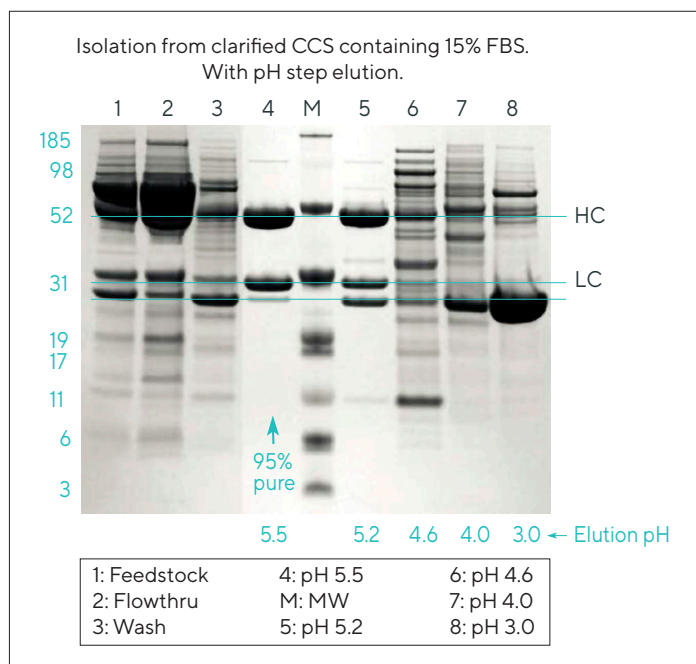 Isolation from clarified CCS containing 15% FBS.
With pH step elution.
1 2 3 4 M 5 6 7 8
185
98
52
HC
31
LC
19
17
11
6
3
95%
pure
5.5 5.2 4.6 4.0 3.0 ← Elution pH
1: Feedstock 4: pH 5.5 6: pH 4.6
2: Flowthru M: MW 7: pH 4.0
3: Wash 5: pH 5.2 8: pH 3.0